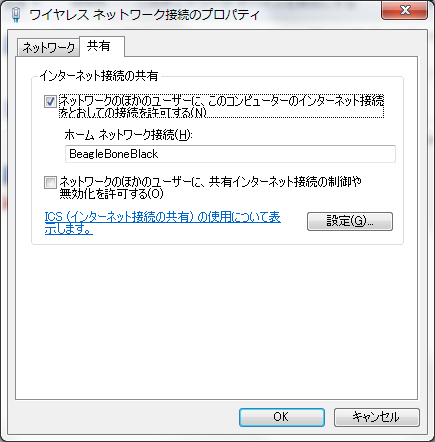 ワイヤレス ネットワーク接続のプロパティ
ネットワーク 共有
インターネット接続の共有
ネットワークのほかのユーザーに、このコンピューターのインターネット接続
をとおしての接続を許可する(N)
ホーム ネットワーク接続(H):
BeagleBoneBlack
ネットワークのほかのユーザーに、共有インターネット接続の制御や
無効化を許可する(O)
ICS (インターネット接続の共有) の使用について表
示します。
設定(G)...
OK キャンセル